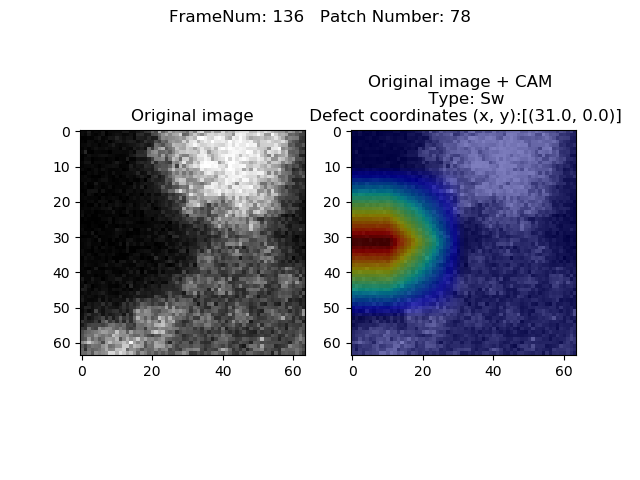 FrameNum: 136   Patch Number: 78
Original image
Original image + CAM
Type: Sw
Defect coordinates (x, y):[(31.0, 0.0)]
0
10
20
30
40
50
60
0 20 40 60
0
10
20
30
40
50
60
0 20 40 60